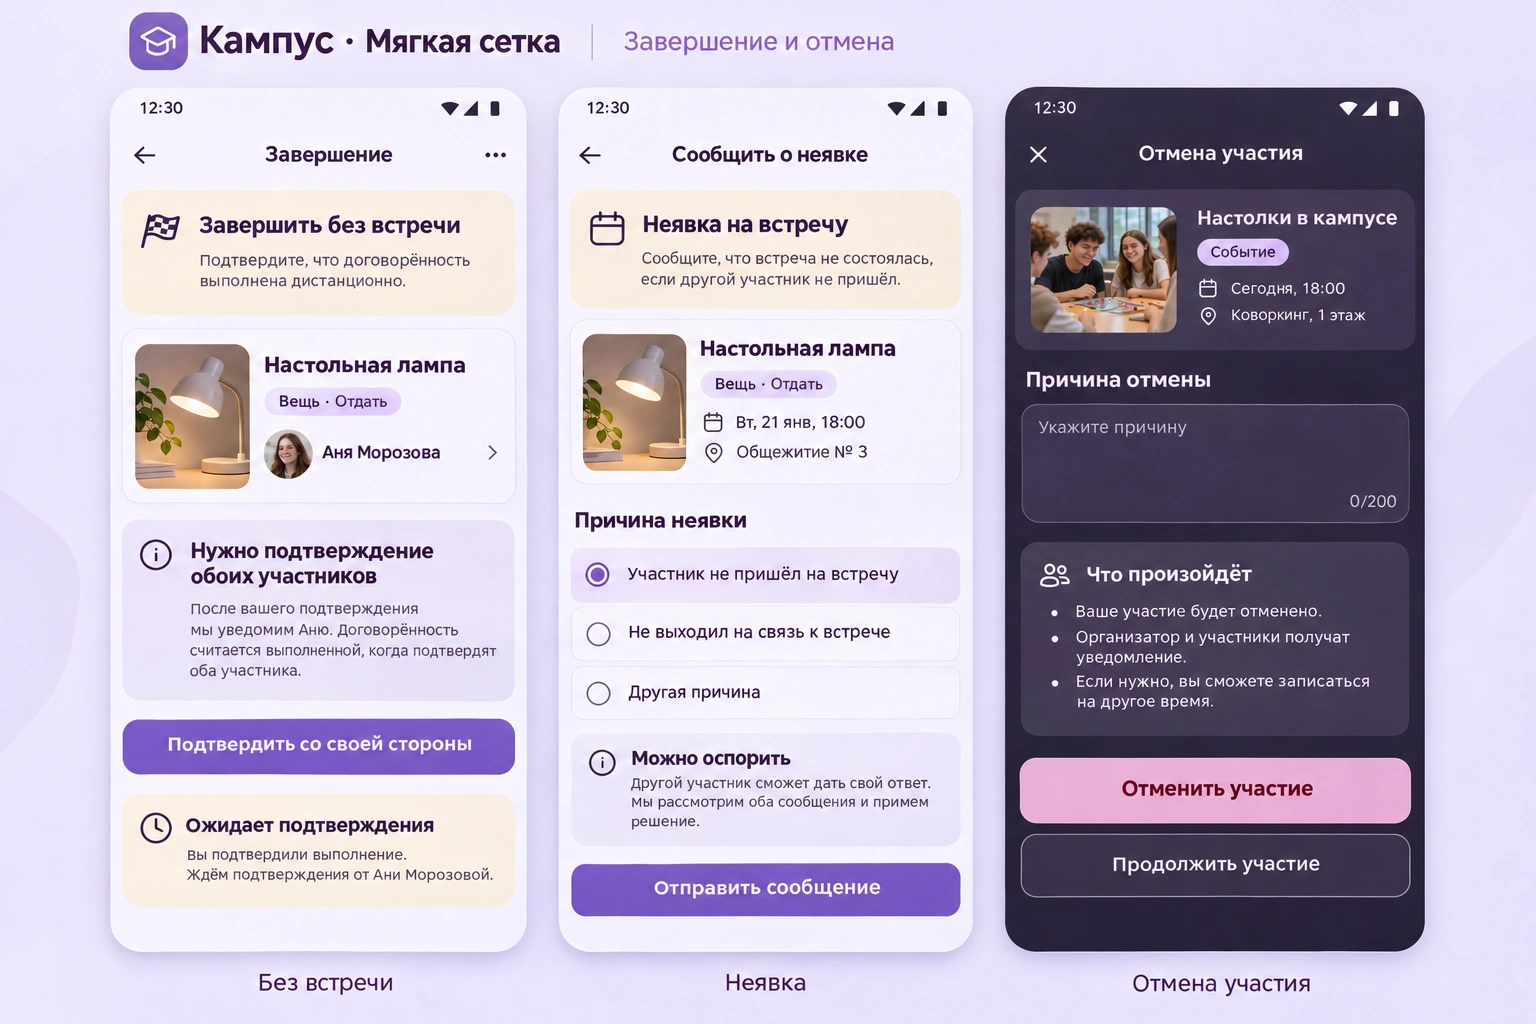 Кампус · Мягкая сетка
Завершение и отмена
12:30
Завершение
Завершить без встречи
Подтвердите, что договорённость
выполнена дистанционно.
Настольная лампа
Вещь · Отдать
Аня Морозова
Нужно подтверждение
обоих участников
После вашего подтверждения
мы уведомим Аню. Договорённость
считается выполненной, когда подтвердят
оба участника.
Подтвердить со своей стороны
Ожидает подтверждения
Вы подтвердили выполнение.
Ждём подтверждения от Ани Морозовой.
Без встречи
12:30
Сообщить о неявке
Неявка на встречу
Сообщите, что встреча не состоялась,
если другой участник не пришёл.
Настольная лампа
Вещь · Отдать
Вт, 21 янв, 18:00
Общежитие № 3
Причина неявки
Участник не пришёл на встречу
Не выходил на связь к встрече
Другая причина
Можно оспорить
Другой участник сможет дать свой ответ.
Мы рассмотрим оба сообщения и примем
решение.
Отправить сообщение
Неявка
12:30
Отмена участия
Настолки в кампусе
Событие
Сегодня, 18:00
Коворкинг, 1 этаж
Причина отмены
Укажите причину
0/200
Что произойдёт
• Ваше участие будет отменено.
• Организатор и участники получат
уведомление.
• Если нужно, вы сможете записаться
на другое время.
Отменить участие
Продолжить участие
Отмена участия